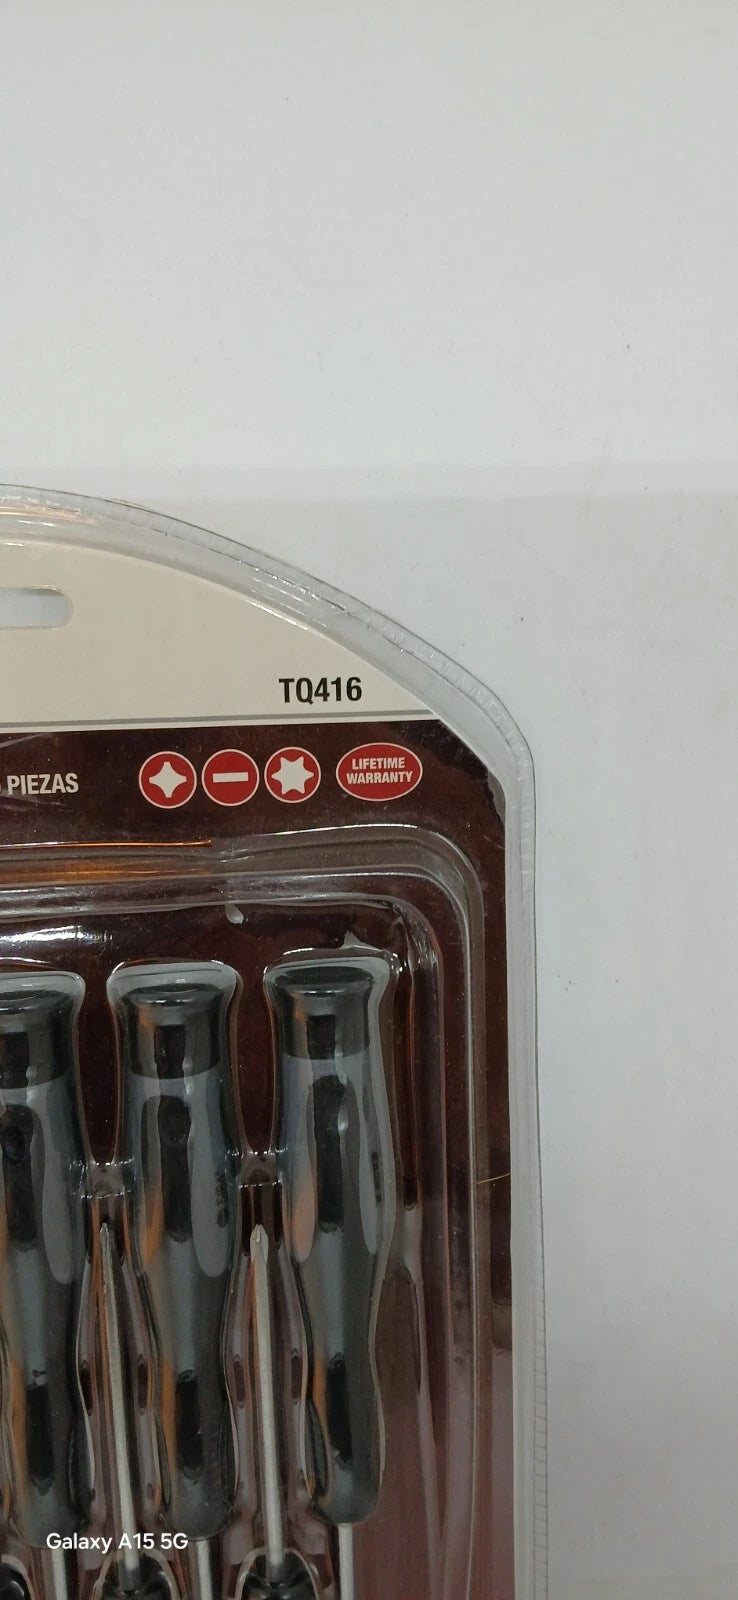 TQ416
PIEZAS
LIFETIME
WARRANTY
Galaxy A15 5G